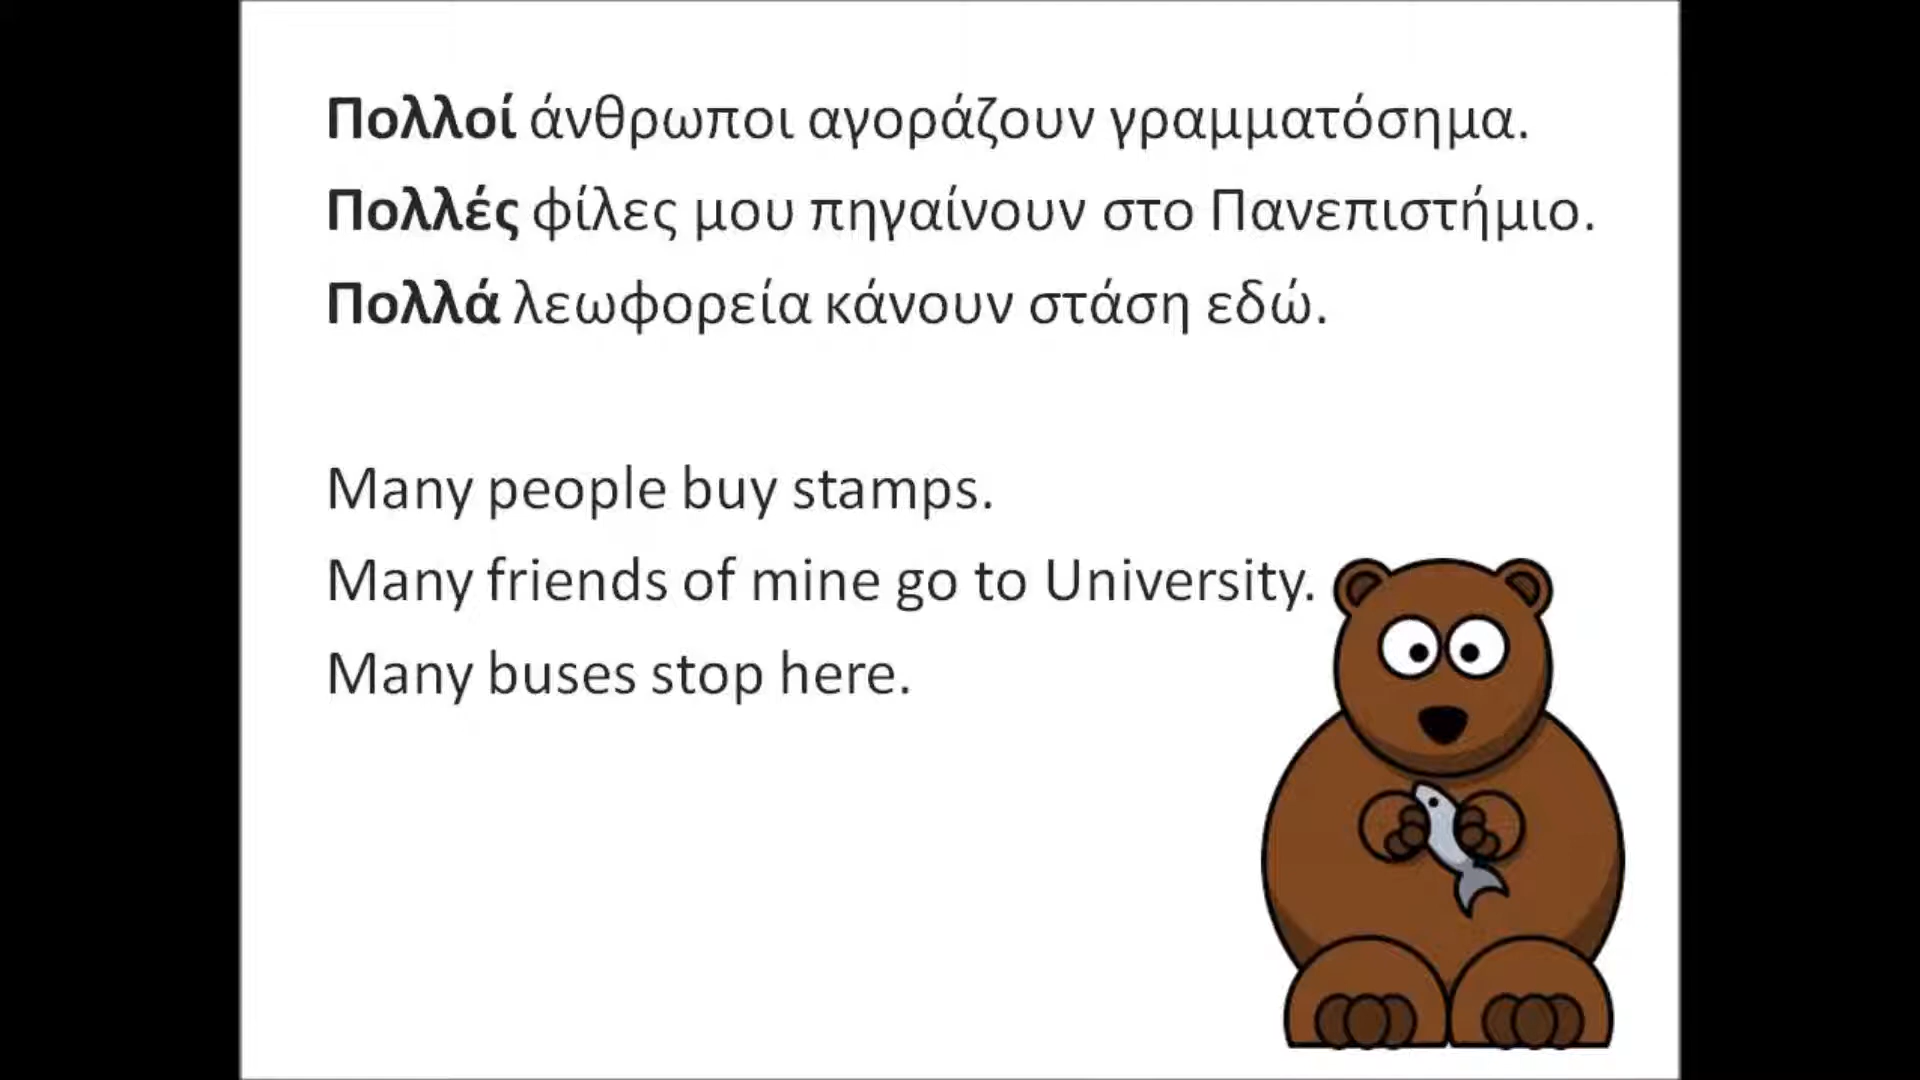 Πολλοί άνθρωποι αγοράζουν γραμματόσημα.
Πολλές φίλες μου πηγαίνουν στο Πανεπιστήμιο.
Πολλά λεωφορεία κάνουν στάση εδώ.
Many people buy stamps.
Many friends of mine go to University.
Many buses stop here.